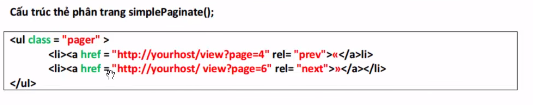 Cấu trúc thẻ phân trang simplePaginate();
<ul class = "pager" >
<li><a href = "http://yourhost/view?page=4" rel= "prev">«</a>li>
<li><a href = "http://yourhost/ view?page=6" rel= "next">»</a></li>
</ul>